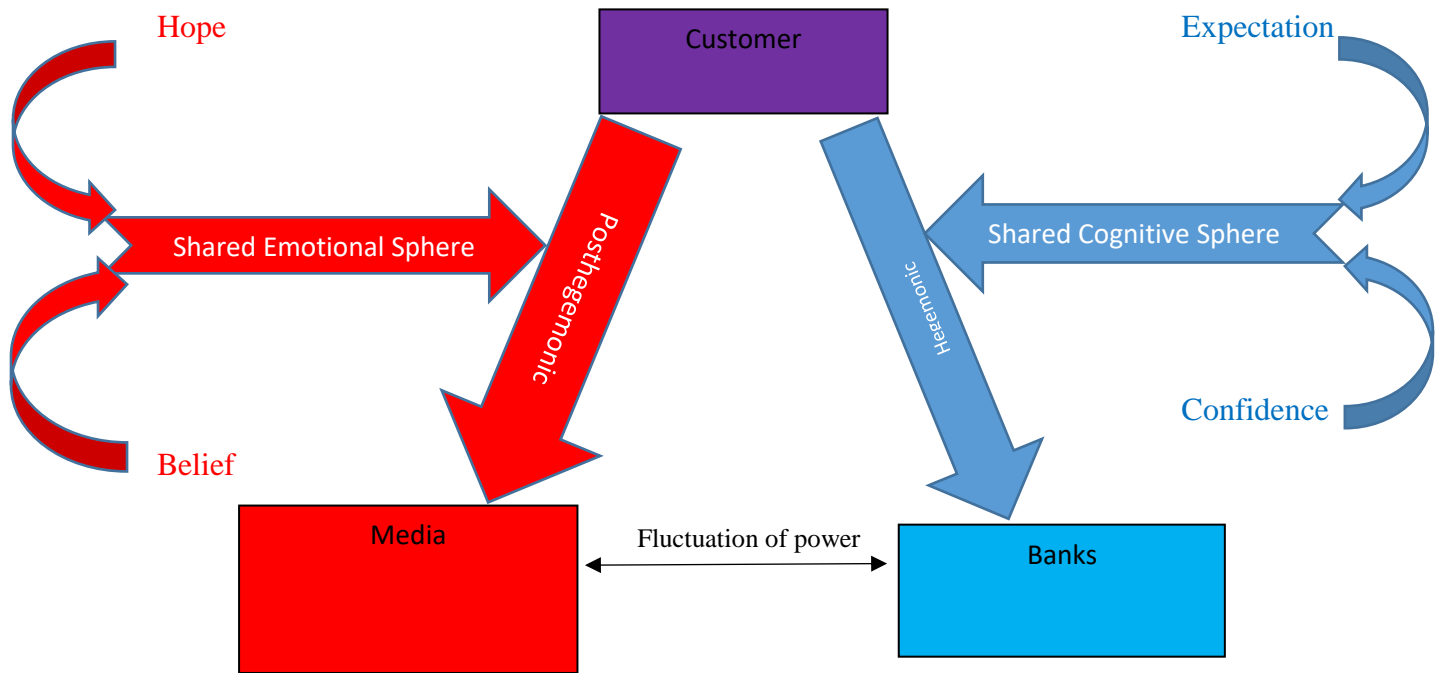 Hope
Customer
Expectation
Shared Emotional Sphere
Posthegemonic
Hegemonic
Shared Cognitive Sphere
Belief
Confidence
Media
Fluctuation of power
Banks